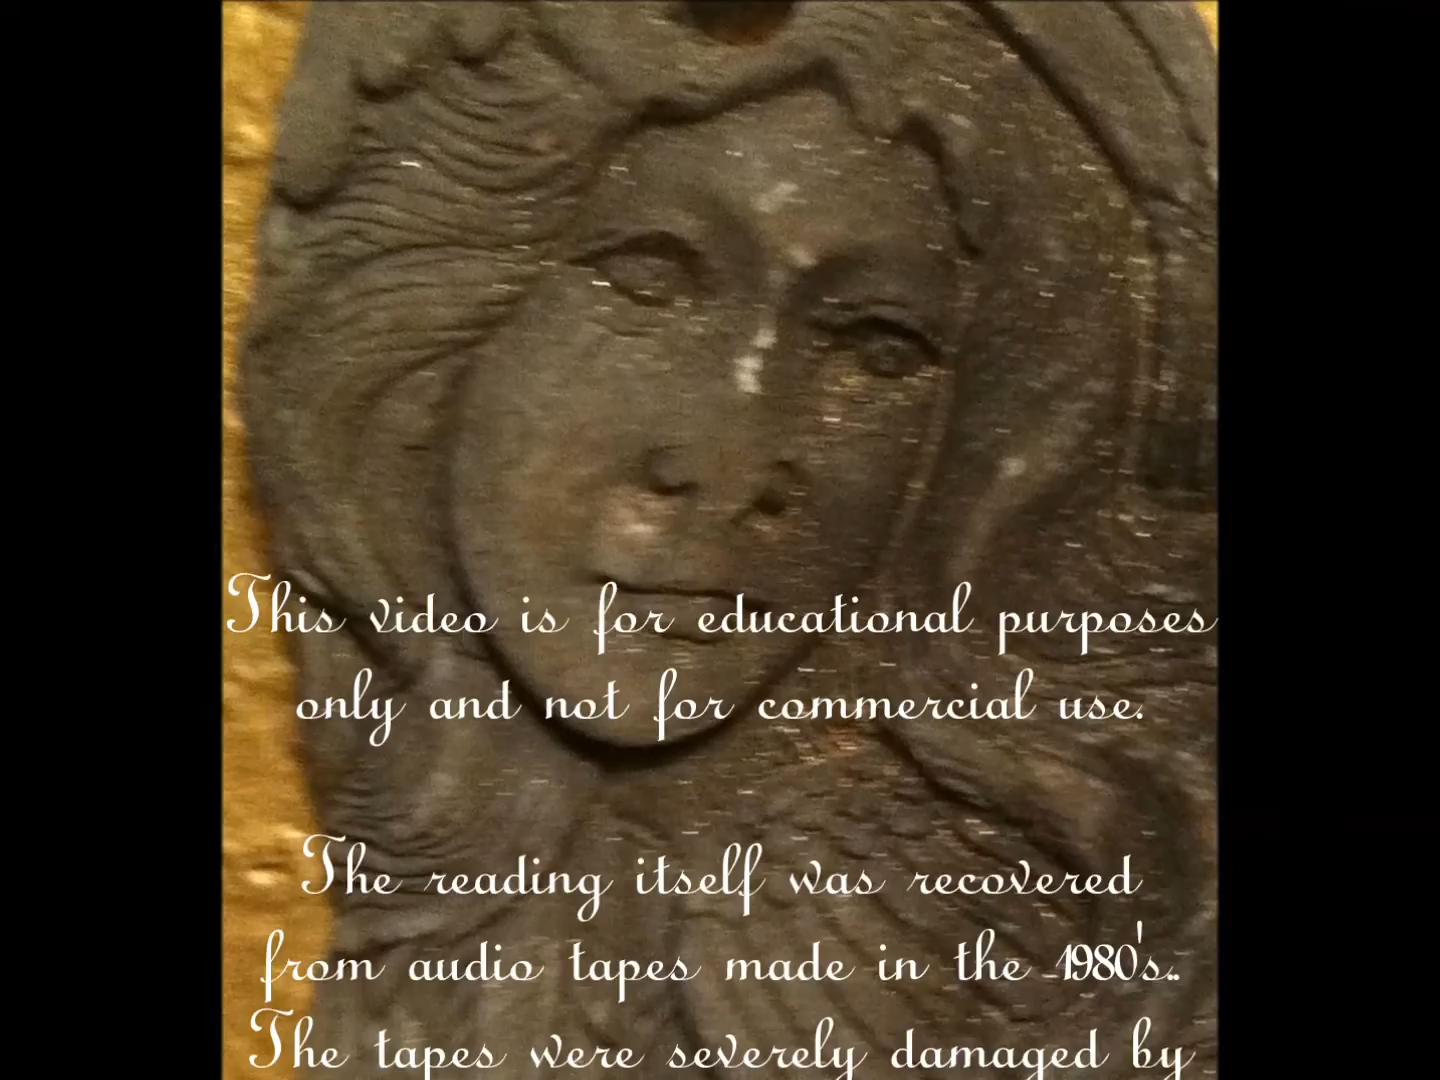 This video is for educational purposes
only and not for commercial use.
The reading itself was recovered
from audio tapes made in the 1980's..
The tapes were severely damaged by